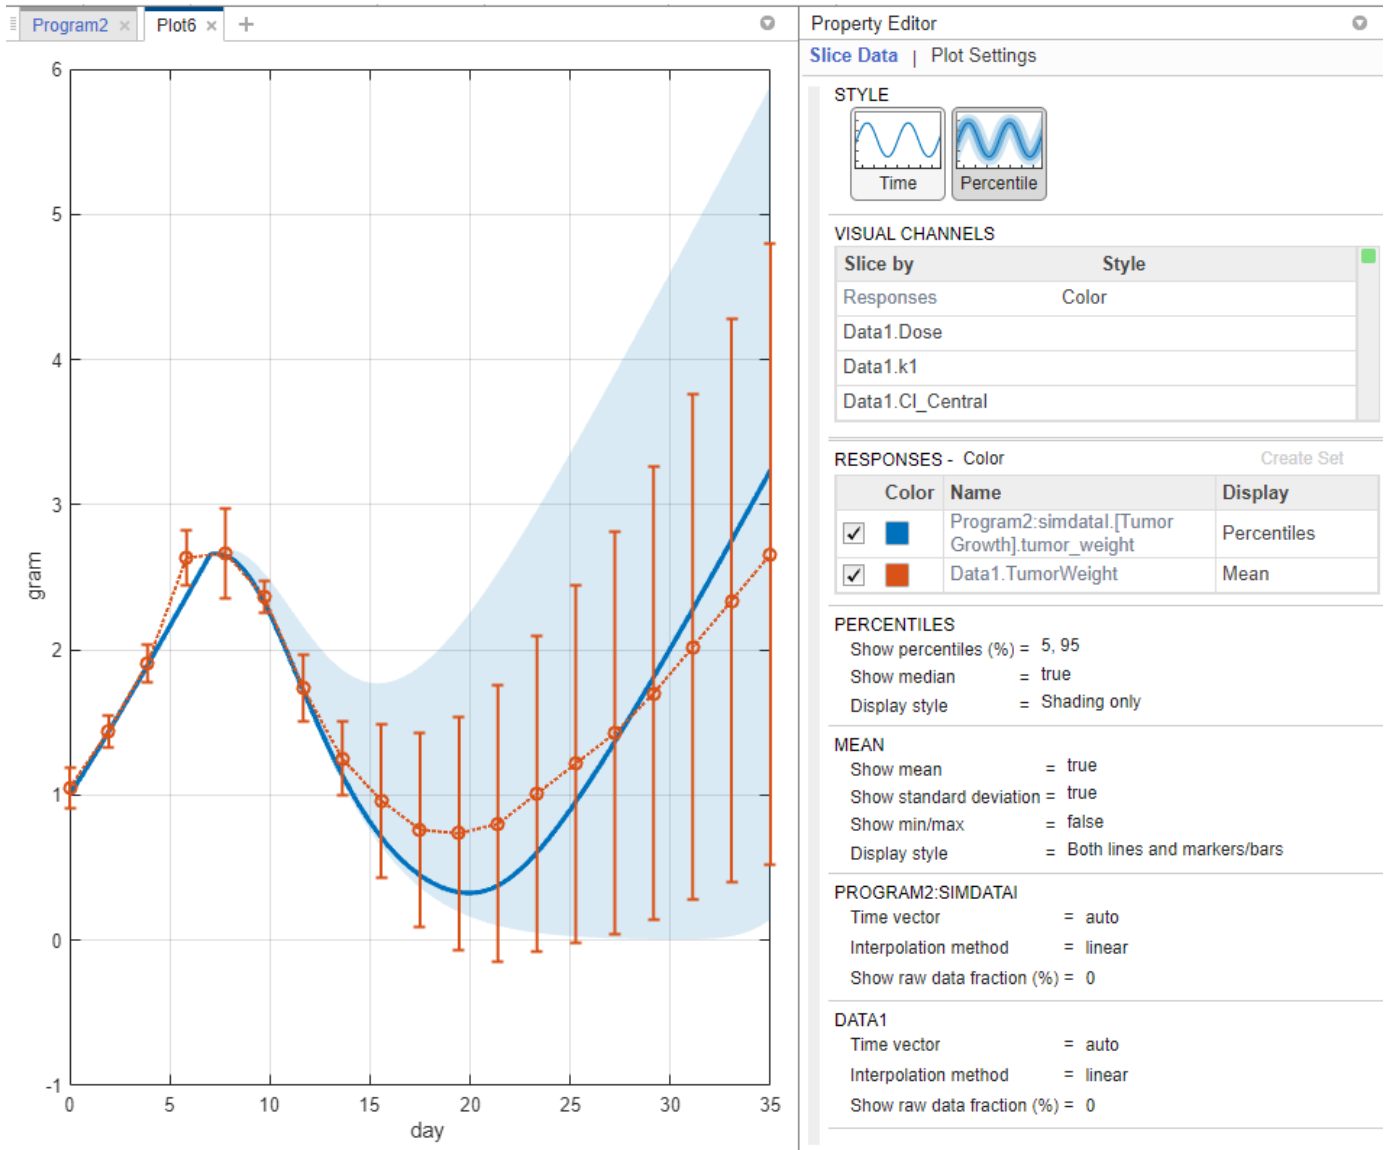 Program2 × Plot6 × +
6
5
4
3
2
1
0
-1
gram
0 5 10 15 20 25 30 35
day
Property Editor
Slice Data | Plot Settings
STYLE
Time Percentile
VISUAL CHANNELS
Slice by Style
Responses Color
Data1.Dose
Data1.k1
Data1.Cl_Central
RESPONSES - Color Create Set
Color Name Display
Program2:simdataI.[Tumor
Growth].tumor_weight Percentiles
Data1.TumorWeight Mean
PERCENTILES
Show percentiles (%) = 5, 95
Show median = true
Display style = Shading only
MEAN
Show mean = true
Show standard deviation = true
Show min/max = false
Display style = Both lines and markers/bars
PROGRAM2:SIMDATAI
Time vector = auto
Interpolation method = linear
Show raw data fraction (%) = 0
DATA1
Time vector = auto
Interpolation method = linear
Show raw data fraction (%) = 0